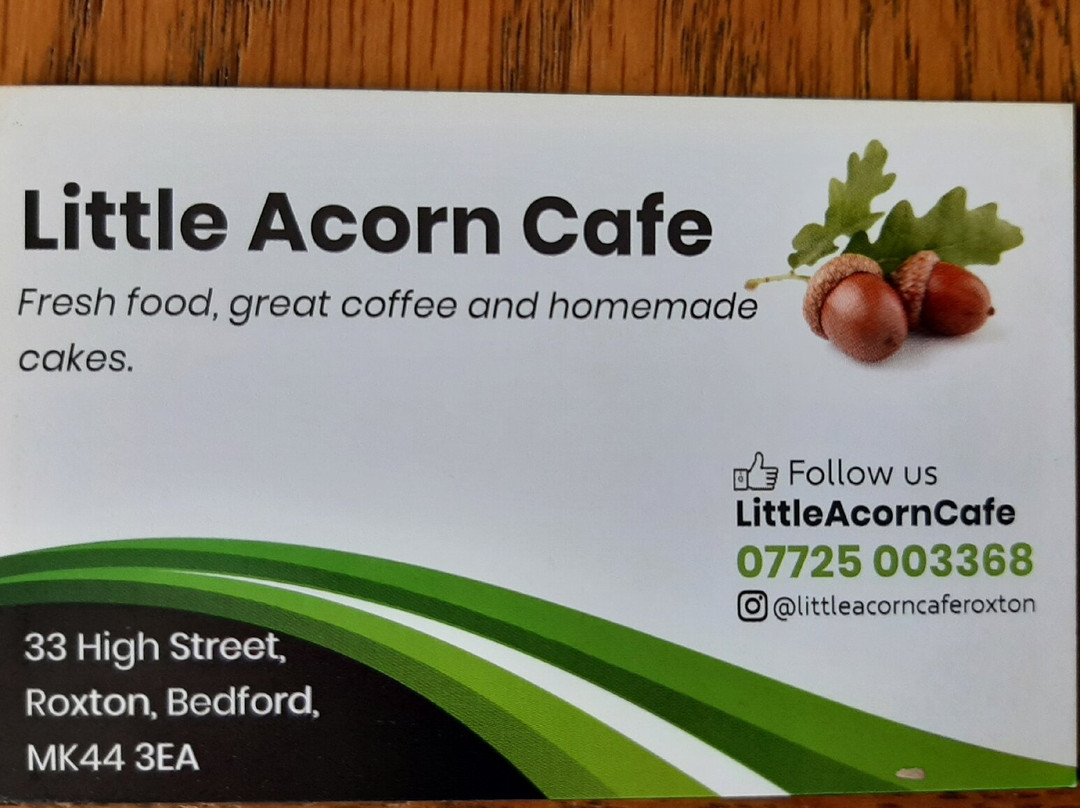 Little Acorn Cafe
Fresh food, great coffee and homemade
cakes.
Follow us
LittleAcornCafe
07725 003368
@littleacorncaferoxton
33 High Street,
Roxton, Bedford,
MK44 3EA